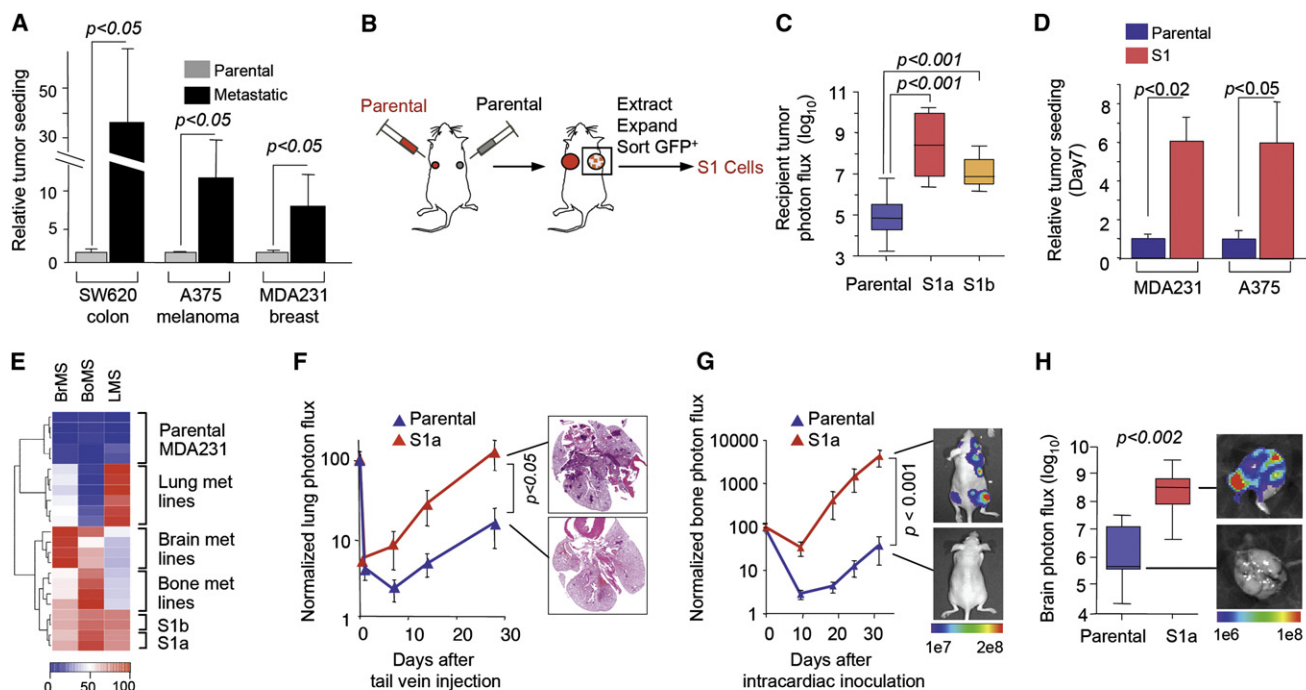 A
p<0.05
Parental
Metastatic
p<0.05
p<0.05
Relative tumor seeding
50
30
10
5
0
SW620
colon
A375
melanoma
MDA231
breast
B
Parental
Parental
Extract
Expand
Sort GFP+
S1 Cells
C
p<0.001
p<0.001
Recipient tumor
photon flux (log10)
11
9
7
5
3
Parental
S1a
S1b
D
Parental
S1
p<0.02
p<0.05
Relative tumor seeding
(Day7)
8
6
4
2
0
MDA231
A375
E
BrMS
BoMS
LMS
Parental
MDA231
Lung met
lines
Brain met
lines
Bone met
lines
S1b
S1a
0
50
100
F
Parental
S1a
Normalized lung photon flux
100
10
1
p<0.05
0
10
20
30
Days after
tail vein injection
G
Parental
S1a
Normalized bone photon flux
10000
1000
100
10
1
p < 0.001
0
10
20
30
Days after
intracardiac inoculation
1e7
2e8
H
p<0.002
Brain photon flux (log10)
10
9
8
7
6
5
4
Parental
S1a
1e6
1e8